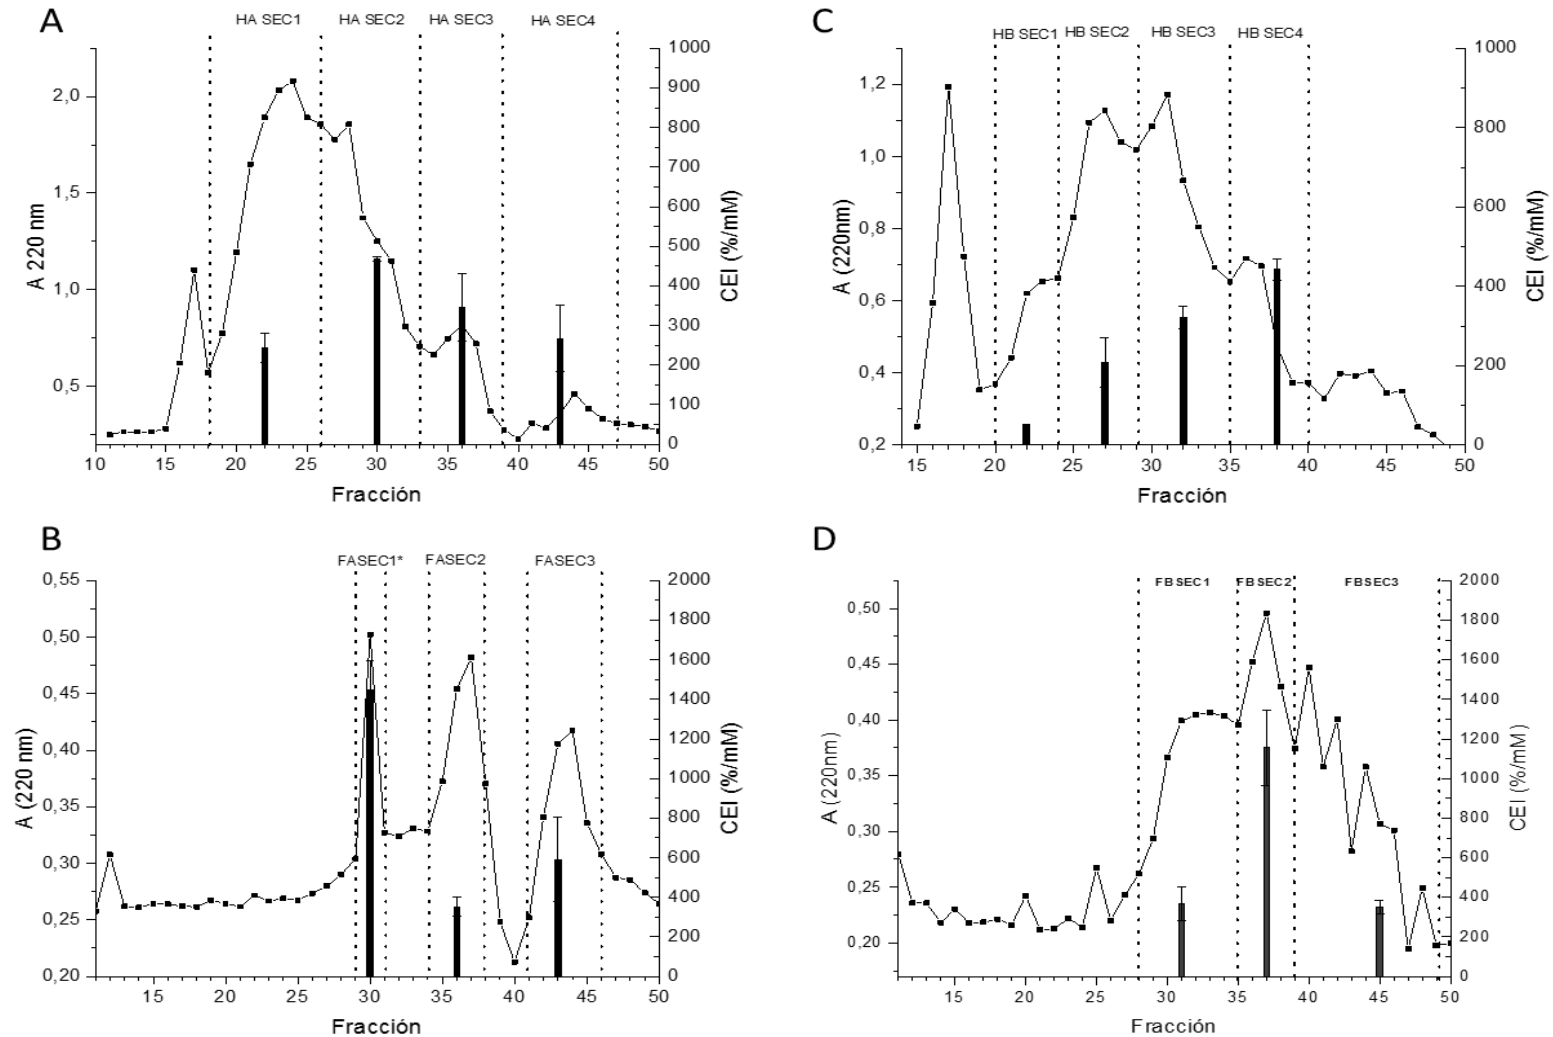 A
HA SEC1 HA SEC2 HA SEC3 HA SEC4
A 220 nm
2,0
1,5
1,0
0,5
1000
900
800
700
600
500
400
300
200
100
0
CEI (%/mM)
10 15 20 25 30 35 40 45 50
Fracción
C
HB SEC1 HB SEC2 HB SEC3 HB SEC4
A (220nm)
1,2
1,0
0,8
0,6
0,4
0,2
1000
800
600
400
200
0
CEI (%/mM)
15 20 25 30 35 40 45 50
Fracción
B
FASEC1* FASEC2 FASEC3
A (220 nm)
0,55
0,50
0,45
0,40
0,35
0,30
0,25
0,20
2000
1800
1600
1400
1200
1000
800
600
400
200
0
CEI (%/mM)
15 20 25 30 35 40 45 50
Fracción
D
FBSEC1 FBSEC2 FBSEC3
A (220nm)
0,50
0,45
0,40
0,35
0,30
0,25
0,20
2000
1800
1600
1400
1200
1000
800
600
400
200
0
CEI (%/mM)
15 20 25 30 35 40 45 50
Fracción